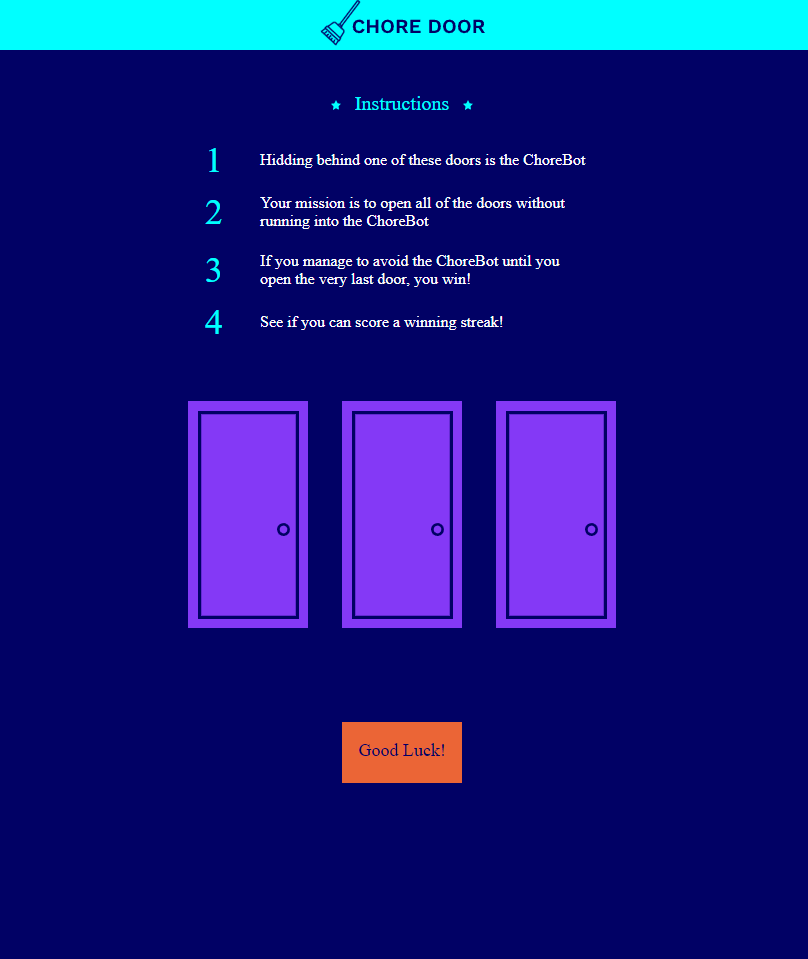 CHORE DOOR
Instructions
1
Hidding behind one of these doors is the ChoreBot
2
Your mission is to open all of the doors without
running into the ChoreBot
3
If you manage to avoid the ChoreBot until you
open the very last door, you win!
4
See if you can score a winning streak!
Good Luck!